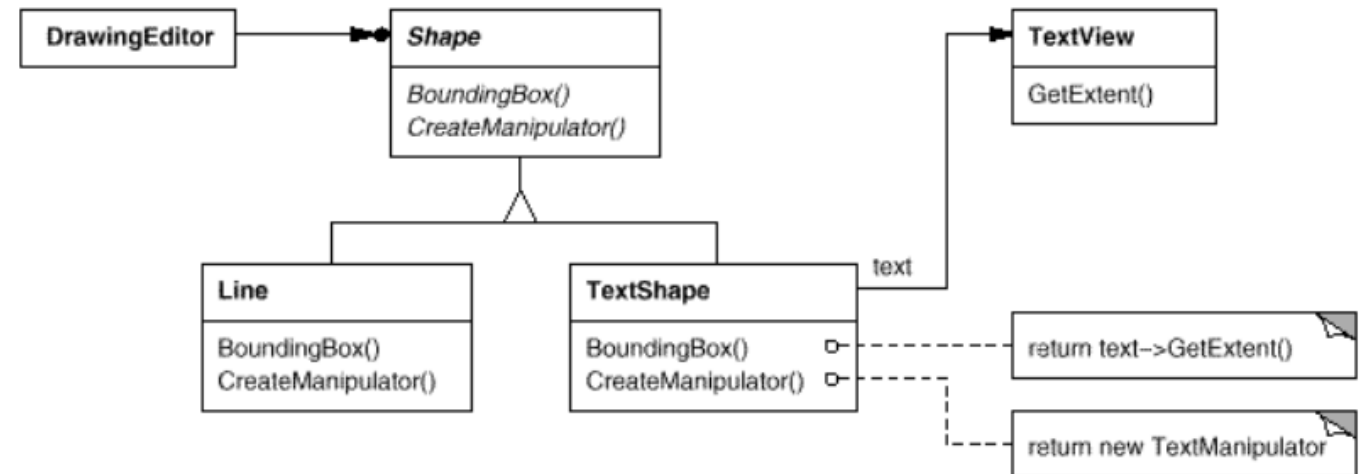 DrawingEditor
Shape
BoundingBox()
CreateManipulator()
TextView
GetExtent()
Line
BoundingBox()
CreateManipulator()
TextShape
BoundingBox()
CreateManipulator()
text
return text–>GetExtent()
return new TextManipulator